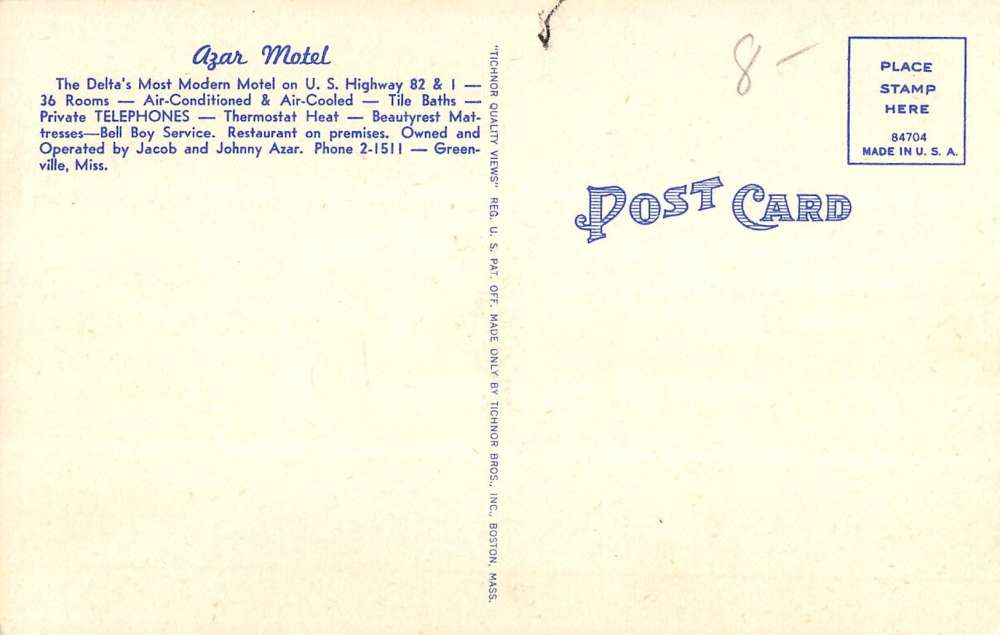 Azar Motel
The Delta's Most Modern Motel on U. S. Highway 82 & 1 —
36 Rooms — Air-Conditioned & Air-Cooled — Tile Baths —
Private TELEPHONES — Thermostat Heat — Beautyrest Mat-
tresses—Bell Boy Service. Restaurant on premises. Owned and
Operated by Jacob and Johnny Azar. Phone 2-1511 — Green-
ville, Miss.
"TICHNOR QUALITY VIEWS" REG. U. S. PAT. OFF. MADE ONLY BY TICHNOR BROS., INC., BOSTON, MASS.
8 -
POST CARD
PLACE
STAMP
HERE
84704
MADE IN U. S. A.